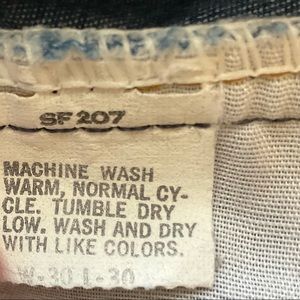 SF 207
MACHINE WASH
WARM, NORMAL CY-
CLE. TUMBLE DRY
LOW. WASH AND DRY
WITH LIKE COLORS.
W-30 L-30